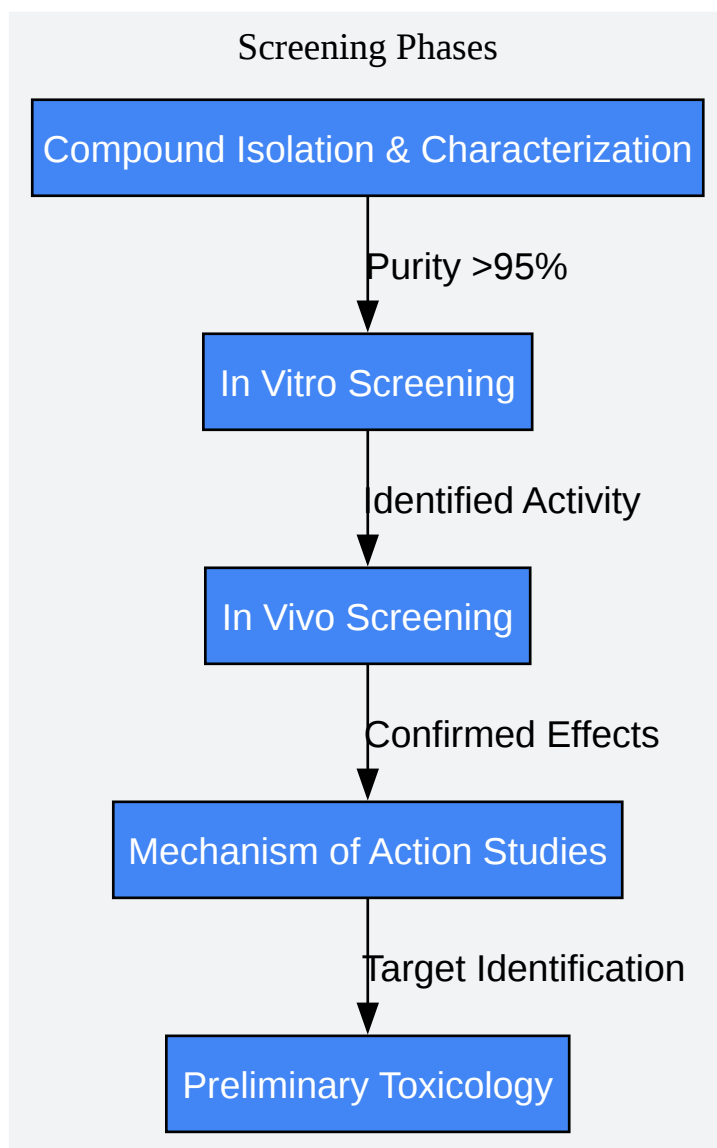 Screening Phases
Compound Isolation & Characterization
Purity >95%
In Vitro Screening
Identified Activity
In Vivo Screening
Confirmed Effects
Mechanism of Action Studies
Target Identification
Preliminary Toxicology